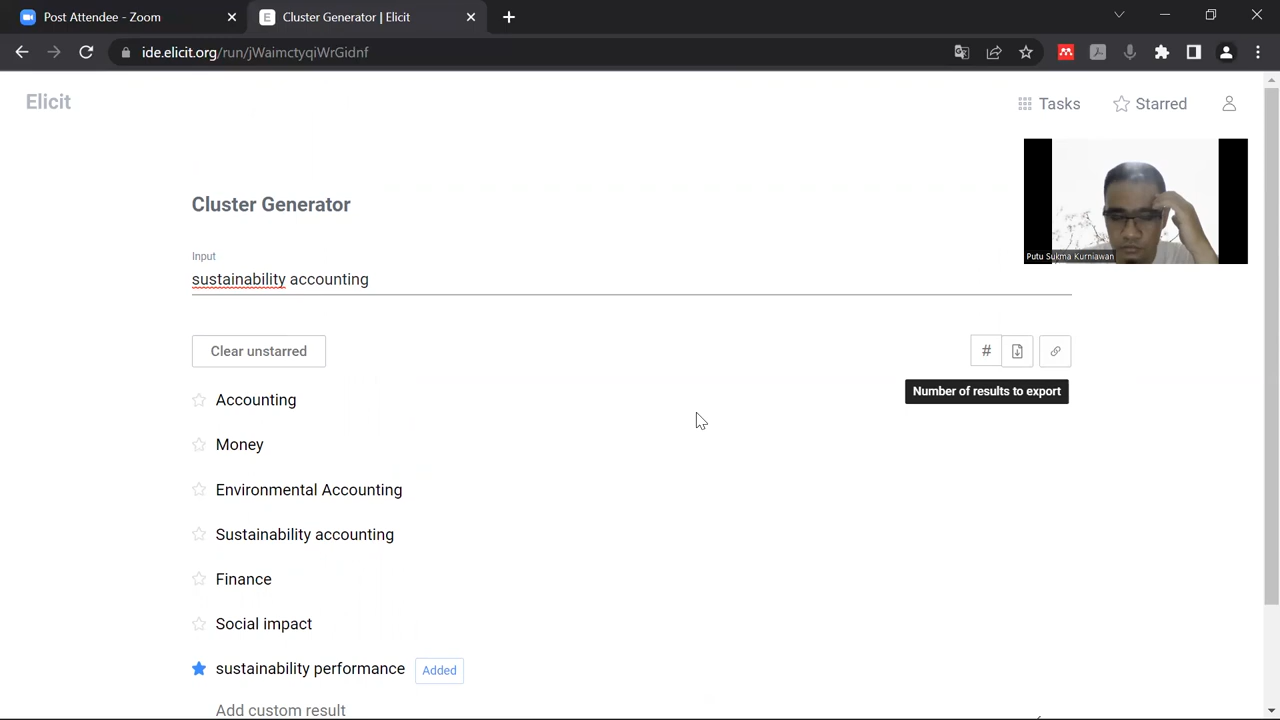 Post Attendee - Zoom
Cluster Generator | Elicit
ide.elicit.org/run/jWaimctyqiWrGidnf
Elicit
Tasks
Starred
Putu Sukma Kurniawan
Cluster Generator
Input
sustainability accounting
Clear unstarred
#
Number of results to export
Accounting
Money
Environmental Accounting
Sustainability accounting
Finance
Social impact
sustainability performance Added
Add custom result